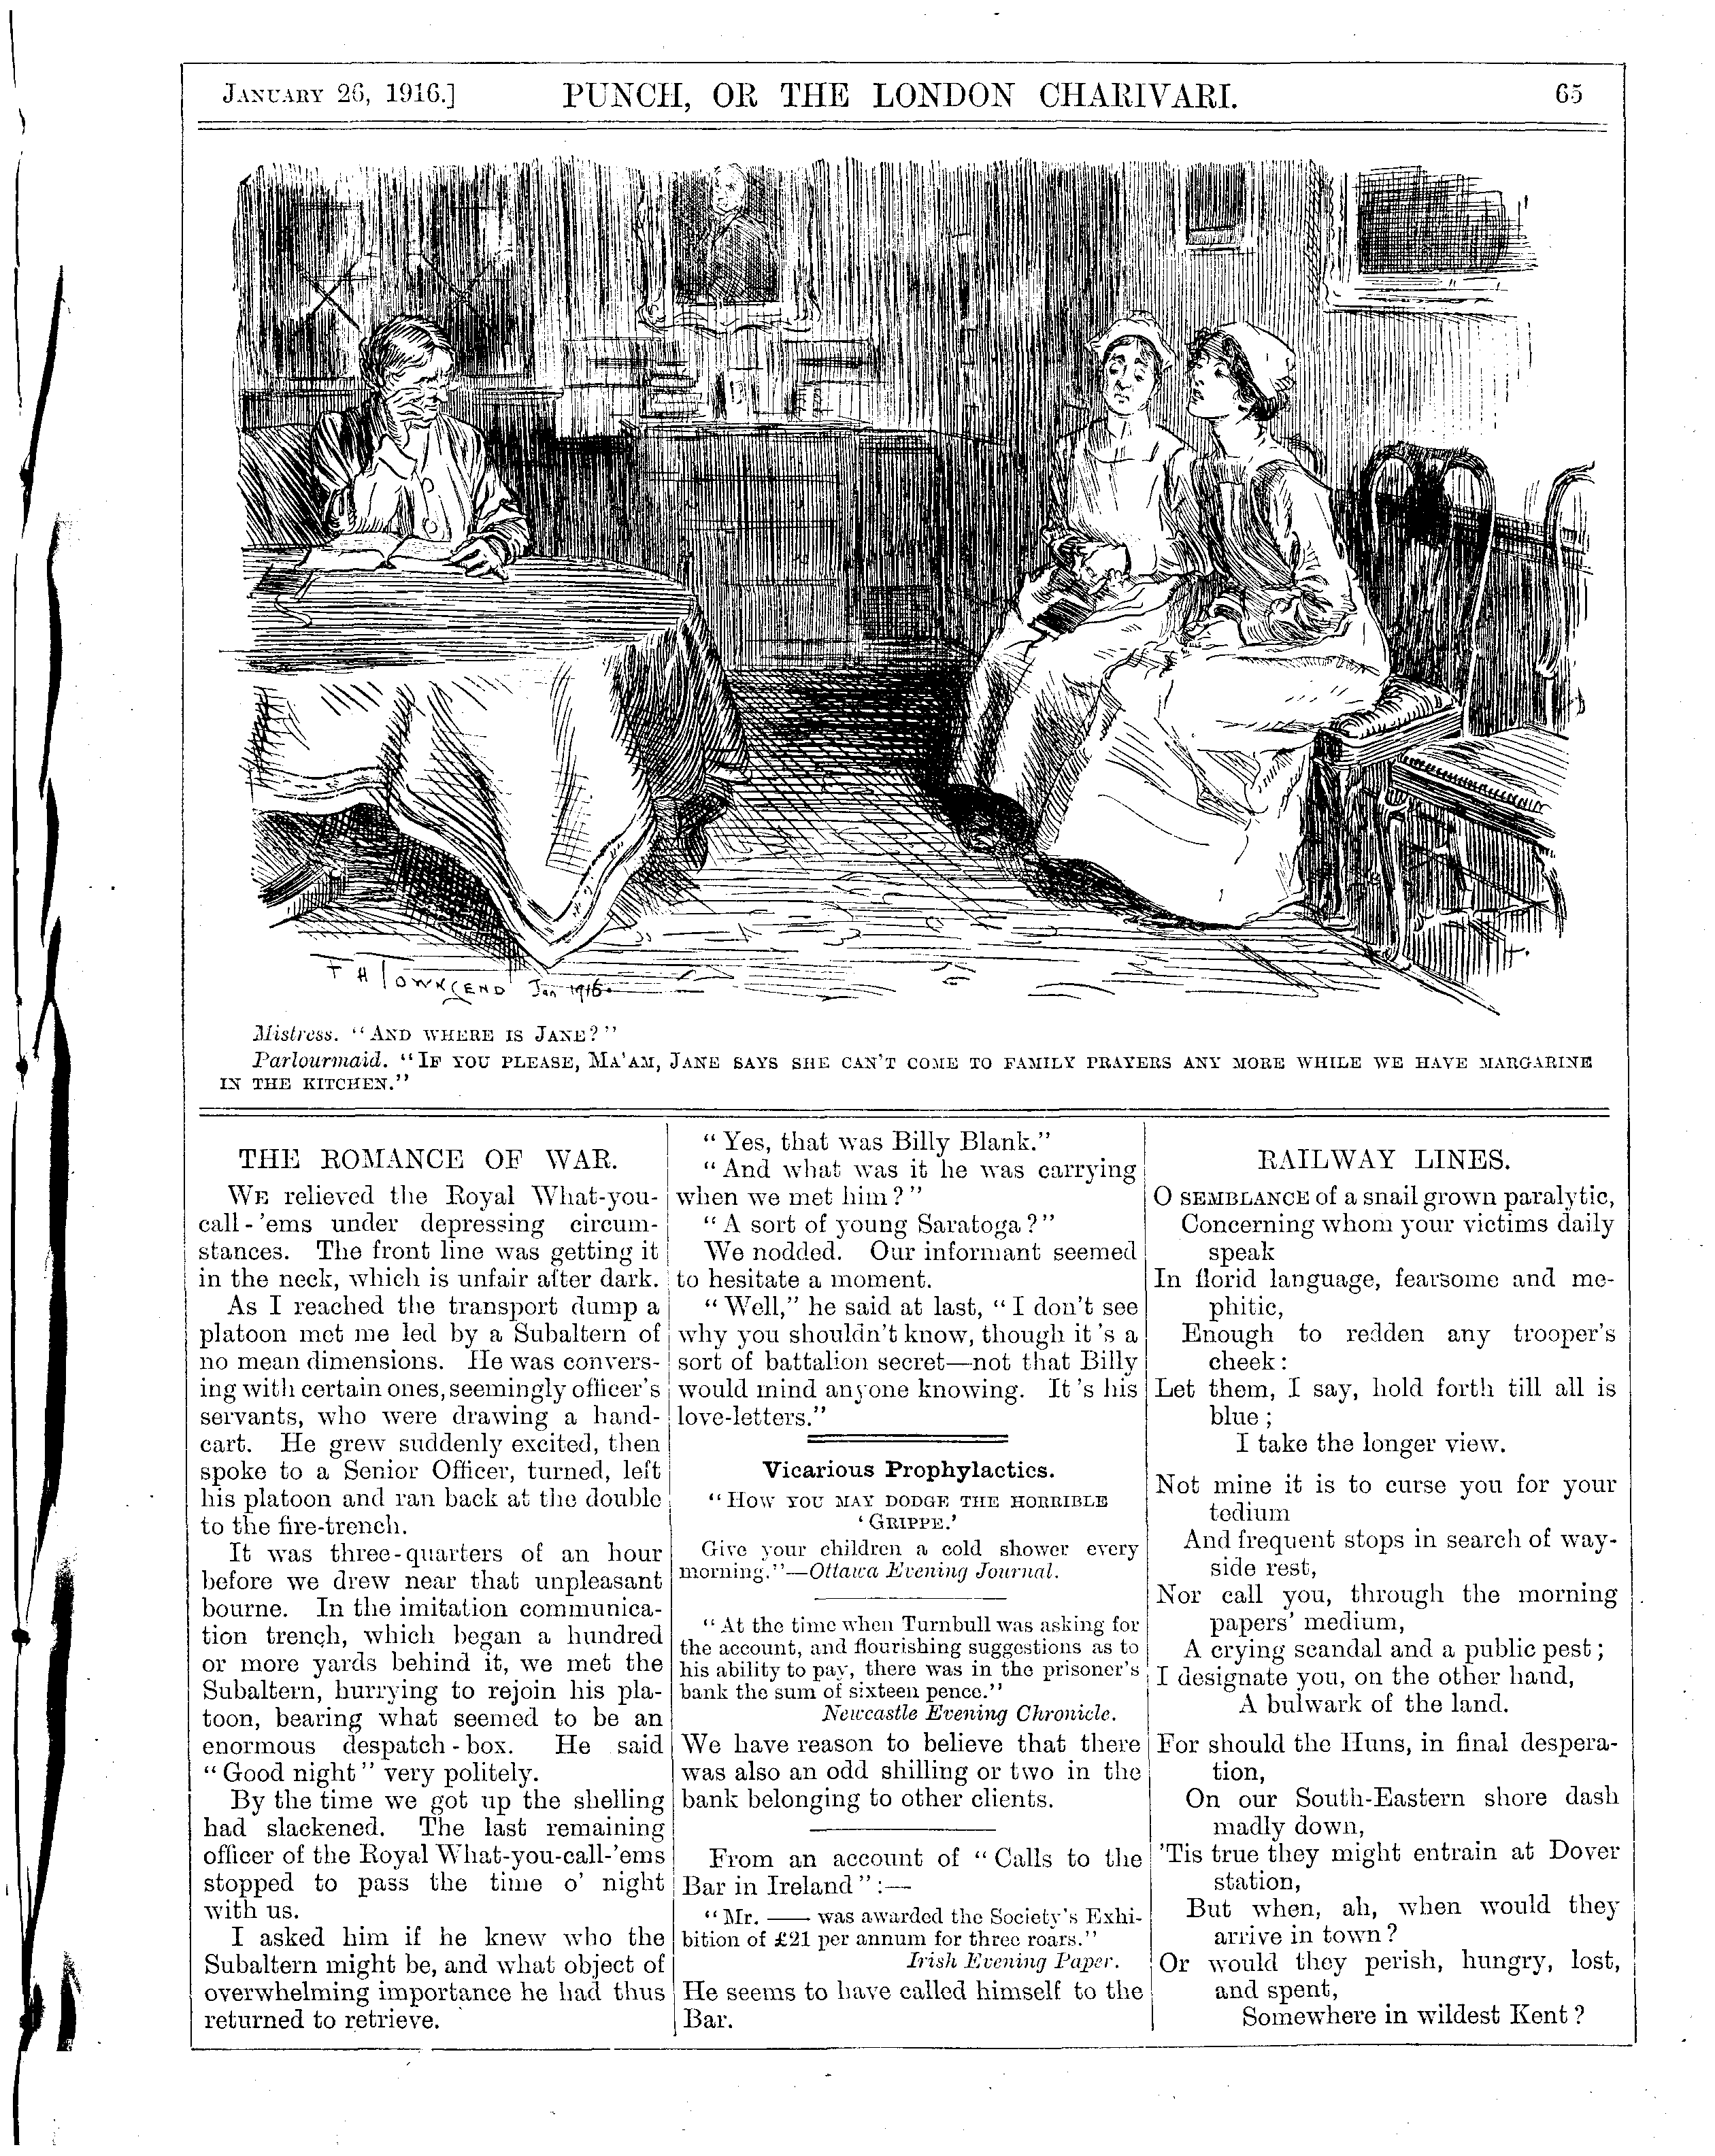 JANUARY 26, 1916.] PUNCH, OR THE LONDON CHARIVARI. 65
F H TOWNSEND Jan 1916.
Mistress. "AND WHERE IS JANE?"
Parlourmaid. "IF YOU PLEASE, MA'AM, JANE SAYS SHE CAN'T COME TO FAMILY PRAYERS ANY MORE WHILE WE HAVE MARGARINE
IN THE KITCHEN."
THE ROMANCE OF WAR.
WE relieved the Royal What-you-
call-'ems under depressing circum-
stances. The front line was getting it
in the neck, which is unfair after dark.
As I reached the transport dump a
platoon met me led by a Subaltern of
no mean dimensions. He was convers-
ing with certain ones, seemingly officer's
servants, who were drawing a hand-
cart. He grew suddenly excited, then
spoke to a Senior Officer, turned, left
his platoon and ran back at the double
to the fire-trench.
It was three-quarters of an hour
before we drew near that unpleasant
bourne. In the imitation communica-
tion trench, which began a hundred
or more yards behind it, we met the
Subaltern, hurrying to rejoin his pla-
toon, bearing what seemed to be an
enormous despatch-box. He said
"Good night" very politely.
By the time we got up the shelling
had slackened. The last remaining
officer of the Royal What-you-call-'ems
stopped to pass the time o' night
with us.
I asked him if he knew who the
Subaltern might be, and what object of
overwhelming importance he had thus
returned to retrieve.
"Yes, that was Billy Blank."
"And what was it he was carrying
when we met him?"
"A sort of young Saratoga?"
We nodded. Our informant seemed
to hesitate a moment.
"Well," he said at last, "I don't see
why you shouldn't know, though it's a
sort of battalion secret—not that Billy
would mind anyone knowing. It's his
love-letters."
Vicarious Prophylactics.
"HOW YOU MAY DODGE THE HORRIBLE
'GRIPPE.'
Give your children a cold shower every
morning."—Ottawa Evening Journal.
"At the time when Turnbull was asking for
the account, and flourishing suggestions as to
his ability to pay, there was in the prisoner's
bank the sum of sixteen pence."
Newcastle Evening Chronicle.
We have reason to believe that there
was also an odd shilling or two in the
bank belonging to other clients.
From an account of "Calls to the
Bar in Ireland":—
"Mr. —— was awarded the Society's Exhi-
bition of £21 per annum for three roars."
Irish Evening Paper.
He seems to have called himself to the
Bar.
RAILWAY LINES.
O SEMBLANCE of a snail grown paralytic,
Concerning whom your victims daily
speak
In florid language, fearsome and me-
phitic,
Enough to redden any trooper's
cheek:
Let them, I say, hold forth till all is
blue;
I take the longer view.
Not mine it is to curse you for your
tedium
And frequent stops in search of way-
side rest,
Nor call you, through the morning
papers' medium,
A crying scandal and a public pest;
I designate you, on the other hand,
A bulwark of the land.
For should the Huns, in final despera-
tion,
On our South-Eastern shore dash
madly down,
'Tis true they might entrain at Dover
station,
But when, ah, when would they
arrive in town?
Or would they perish, hungry, lost,
and spent,
Somewhere in wildest Kent?